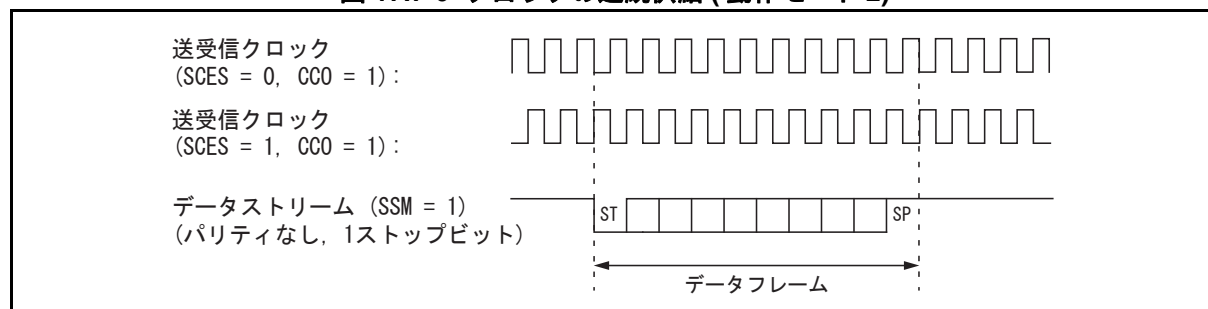 送受信クロック
(SCES = 0, CCO = 1):
送受信クロック
(SCES = 1, CCO = 1):
データストリーム (SSM = 1)
(パリティなし, 1ストップビット)
ST
SP
データフレーム